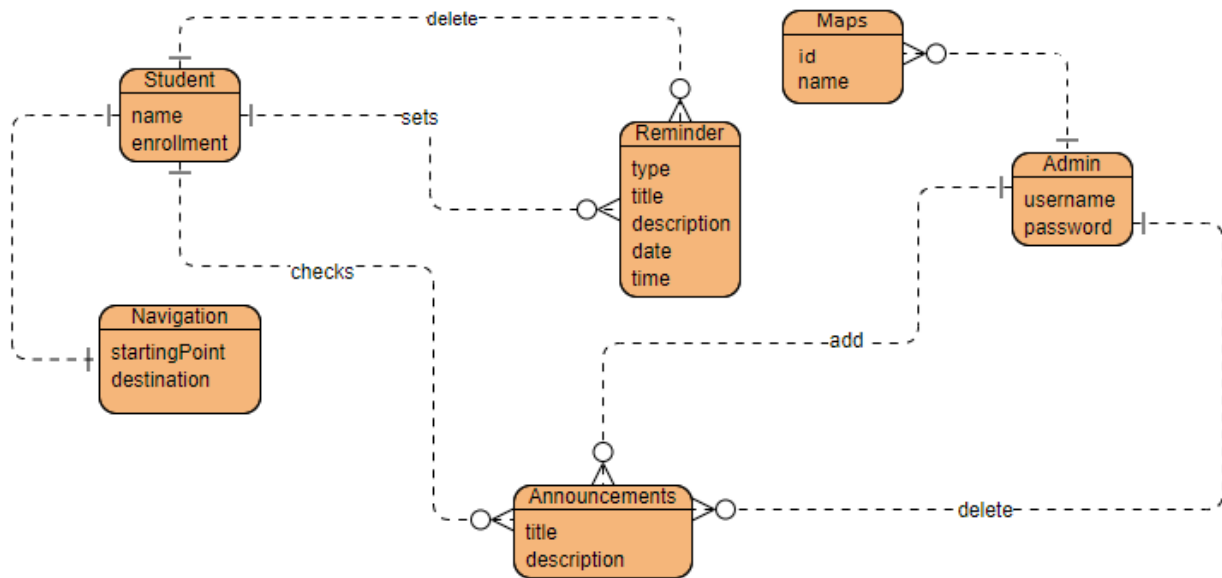 delete
Maps
id
name
Student
name
enrollment
sets
Reminder
type
title
description
date
time
Admin
username
password
checks
Navigation
startingPoint
destination
add
Announcements
title
description
delete